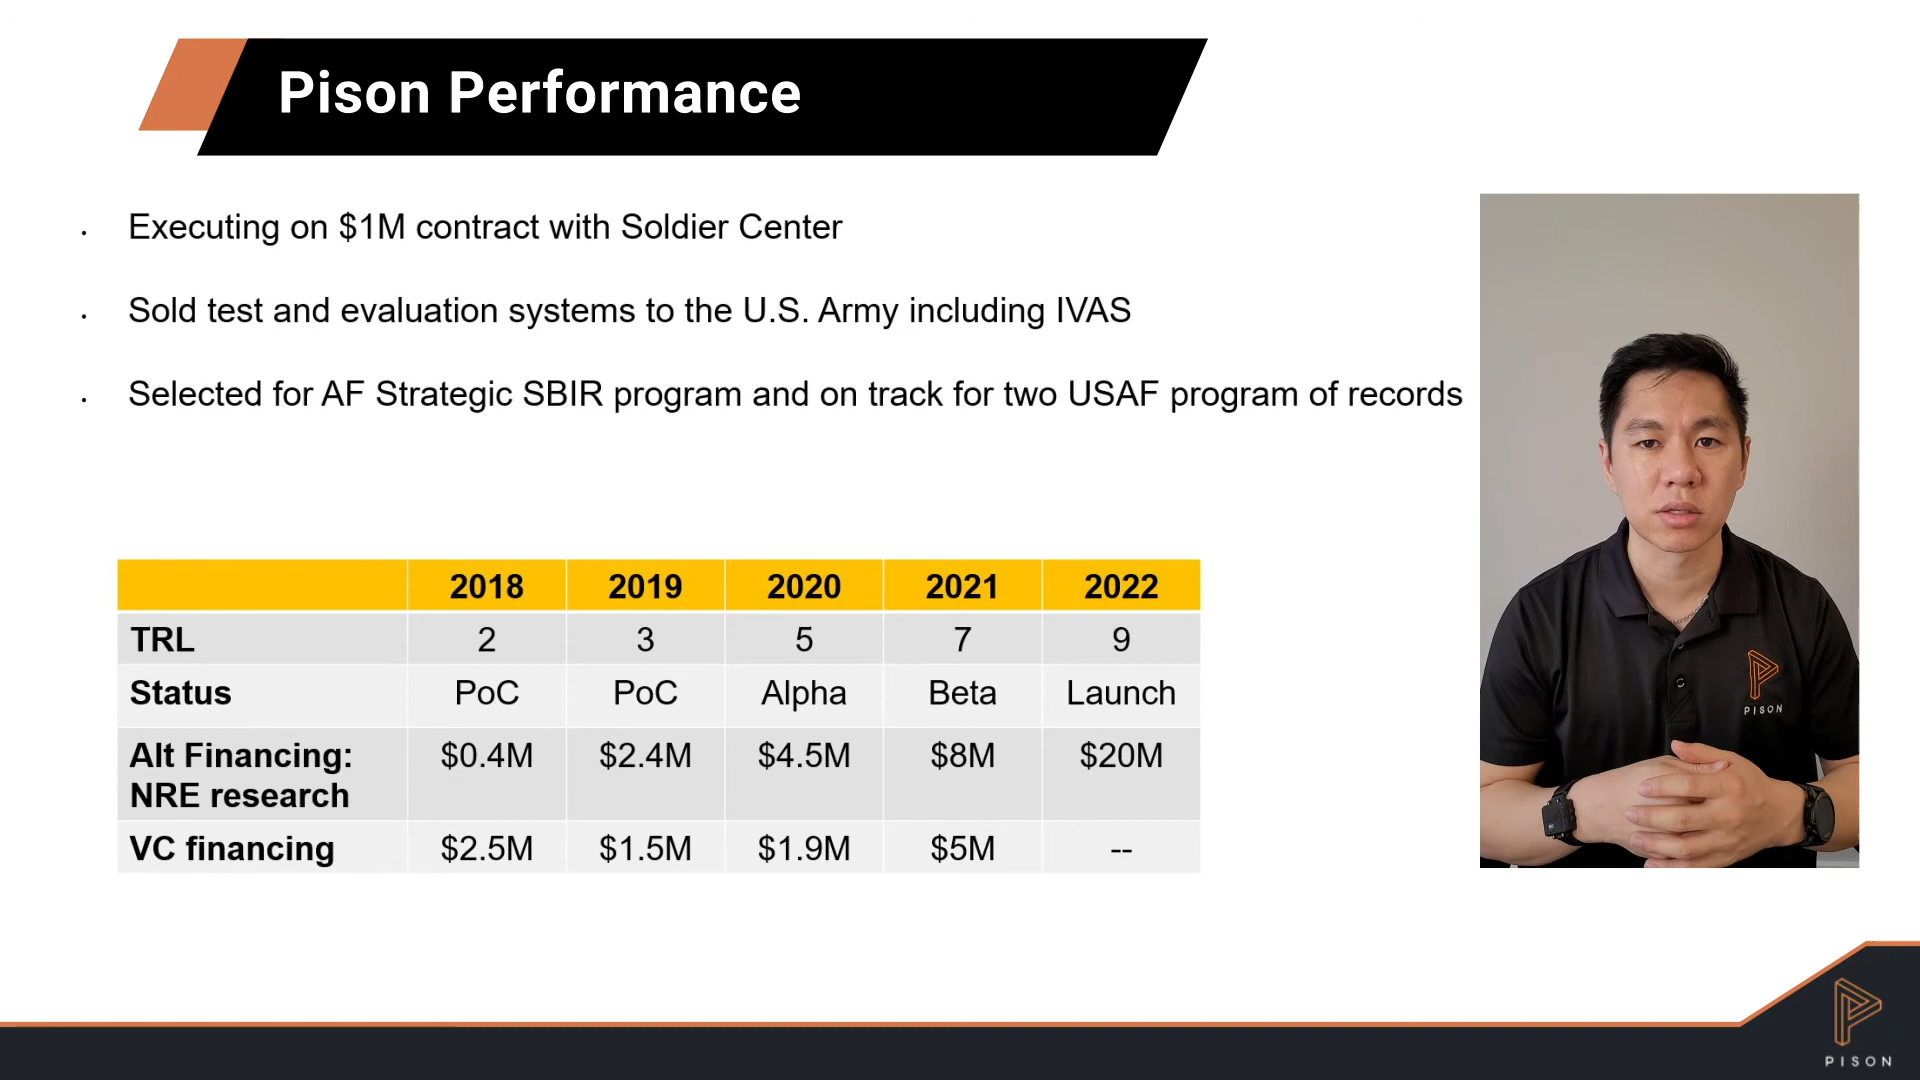 Pison Performance
· Executing on $1M contract with Soldier Center
· Sold test and evaluation systems to the U.S. Army including IVAS
· Selected for AF Strategic SBIR program and on track for two USAF program of records
2018 2019 2020 2021 2022
TRL 2 3 5 7 9
Status PoC PoC Alpha Beta Launch
Alt Financing: $0.4M $2.4M $4.5M $8M $20M
NRE research
VC financing $2.5M $1.5M $1.9M $5M --
PISON
PISON